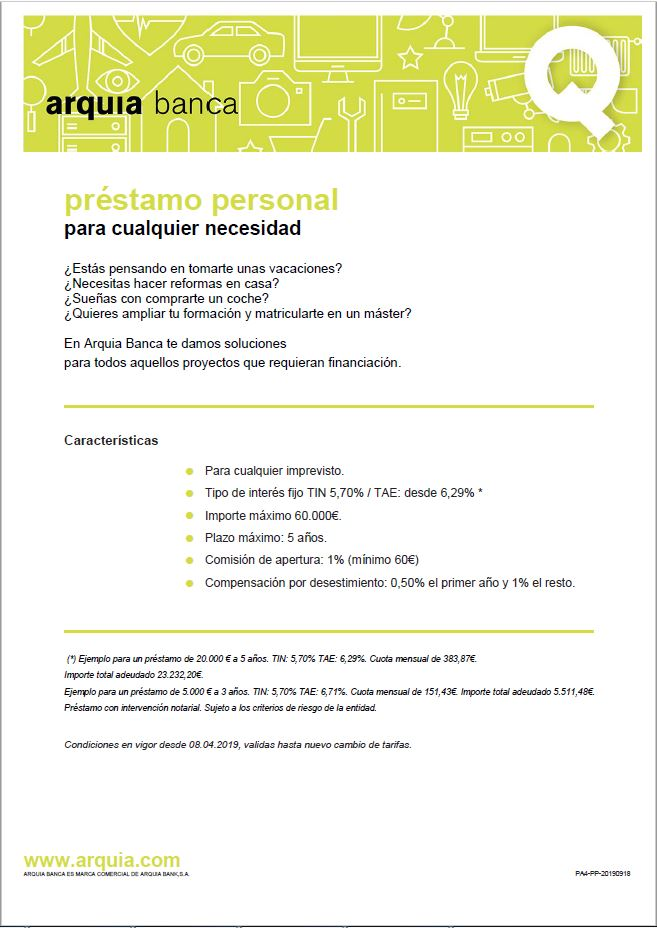 arquia banca
préstamo personal
para cualquier necesidad
¿Estás pensando en tomarte unas vacaciones?
¿Necesitas hacer reformas en casa?
¿Sueñas con comprarte un coche?
¿Quieres ampliar tu formación y matricularte en un máster?
En Arquia Banca te damos soluciones
para todos aquellos proyectos que requieran financiación.
Características
Para cualquier imprevisto.
Tipo de interés fijo TIN 5,70% / TAE: desde 6,29% *
Importe máximo 60.000€.
Plazo máximo: 5 años.
Comisión de apertura: 1% (mínimo 60€)
Compensación por desestimiento: 0,50% el primer año y 1% el resto.
(*) Ejemplo para un préstamo de 20.000 € a 5 años. TIN: 5,70% TAE: 6,29%. Cuota mensual de 383,87€.
Importe total adeudado 23.232,20€.
Ejemplo para un préstamo de 5.000 € a 3 años. TIN: 5,70% TAE: 6,71%. Cuota mensual de 151,43€. Importe total adeudado 5.511,48€.
Préstamo con intervención notarial. Sujeto a los criterios de riesgo de la entidad.
Condiciones en vigor desde 08.04.2019, validas hasta nuevo cambio de tarifas.
www.arquia.com
ARQUIA BANCA ES MARCA COMERCIAL DE ARQUIA BANK,S.A.
PA4-PP-20190918